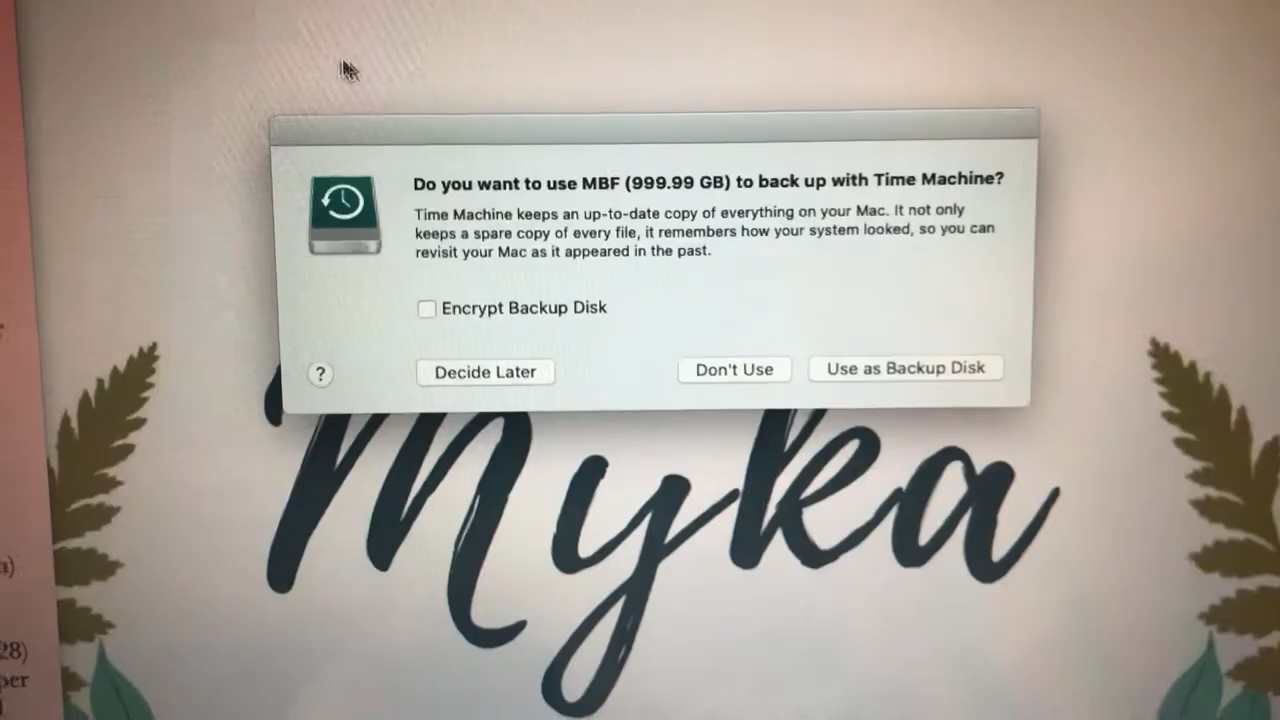 Do you want to use MBF (999.99 GB) to back up with Time Machine?
Time Machine keeps an up-to-date copy of everything on your Mac. It not only
keeps a spare copy of every file, it remembers how your system looked, so you can
revisit your Mac as it appeared in the past.
Encrypt Backup Disk
?
Decide Later
Don't Use
Use as Backup Disk
Myka
28)